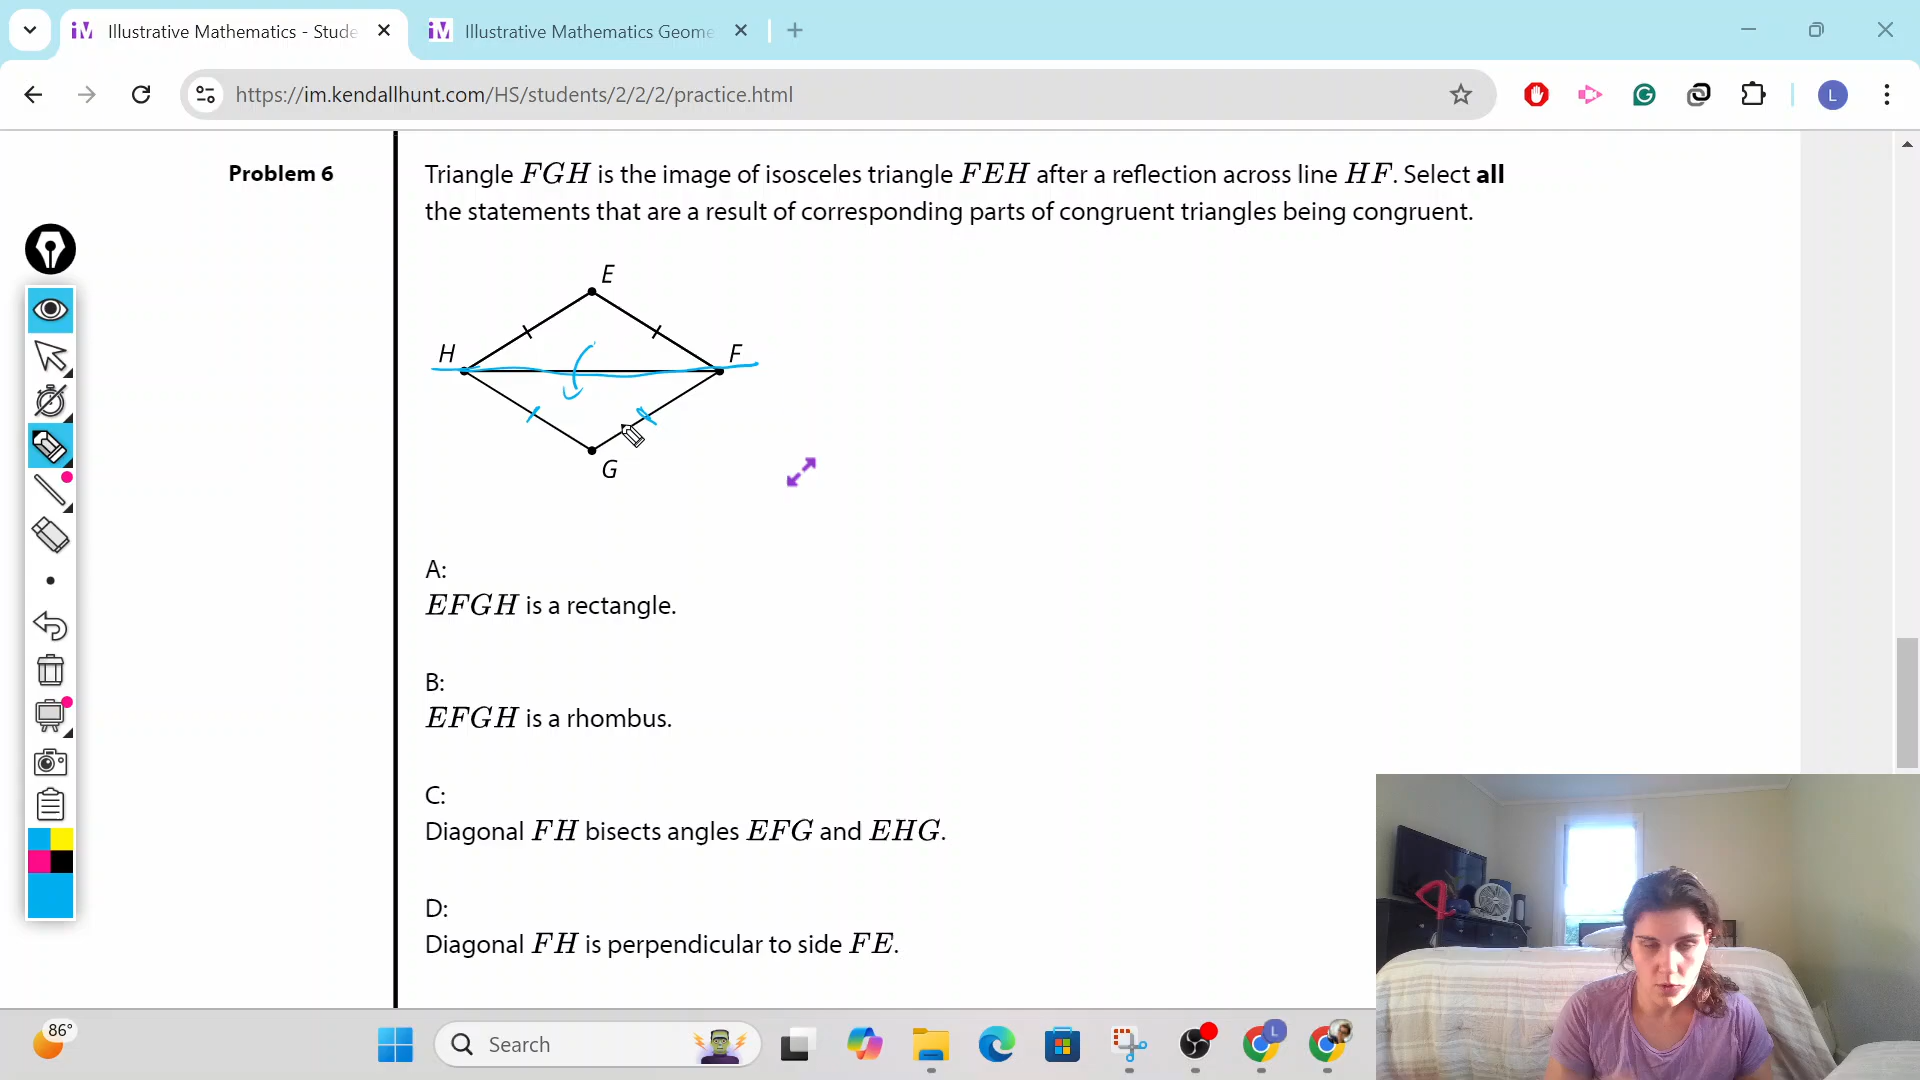 Illustrative Mathematics - Stude
Illustrative Mathematics Geome
https://im.kendallhunt.com/HS/students/2/2/2/practice.html
L
Problem 6
Triangle FGH is the image of isosceles triangle FEH after a reflection across line HF. Select all
the statements that are a result of corresponding parts of congruent triangles being congruent.
E
H
F
G
A:
EFGH is a rectangle.
B:
EFGH is a rhombus.
C:
Diagonal FH bisects angles EFG and EHG.
D:
Diagonal FH is perpendicular to side FE.
86°
Search
L